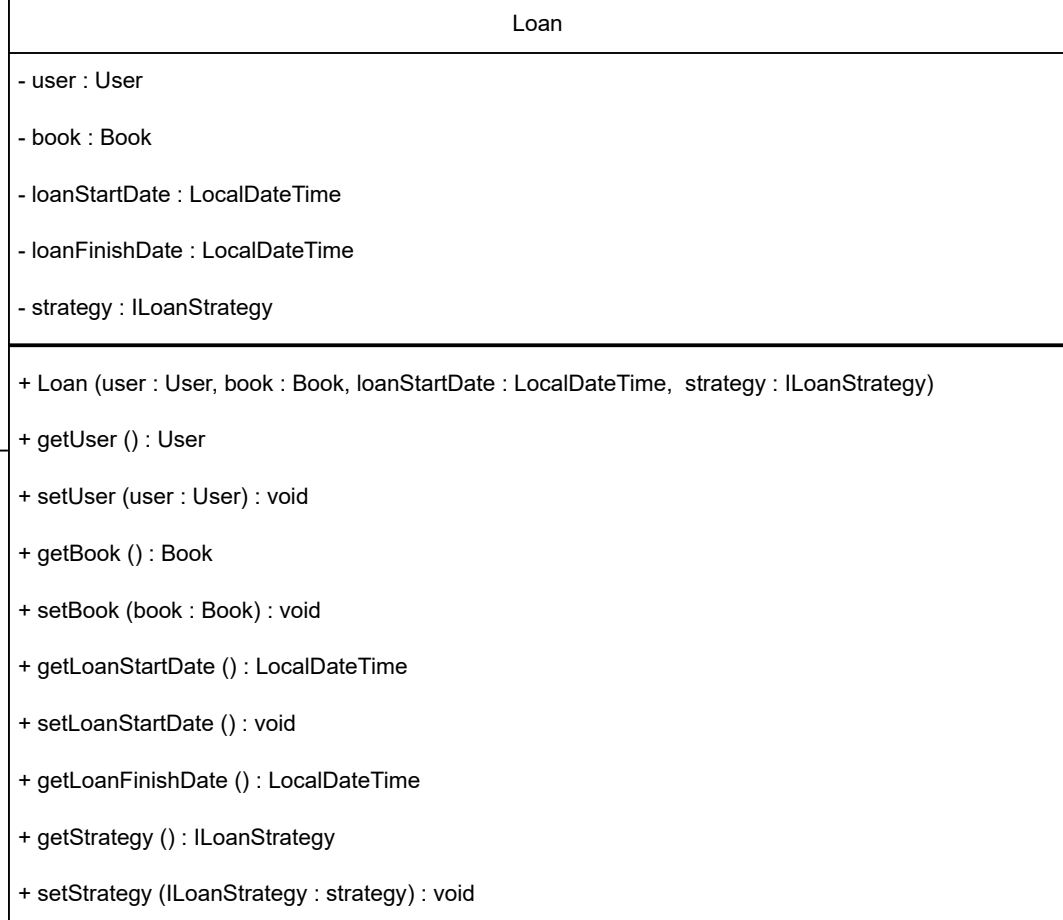 Loan
- user : User
- book : Book
- loanStartDate : LocalDateTime
- loanFinishDate : LocalDateTime
- strategy : ILoanStrategy
+ Loan (user : User, book : Book, loanStartDate : LocalDateTime,  strategy : ILoanStrategy)
+ getUser () : User
+ setUser (user : User) : void
+ getBook () : Book
+ setBook (book : Book) : void
+ getLoanStartDate () : LocalDateTime
+ setLoanStartDate () : void
+ getLoanFinishDate () : LocalDateTime
+ getStrategy () : ILoanStrategy
+ setStrategy (ILoanStrategy : strategy) : void